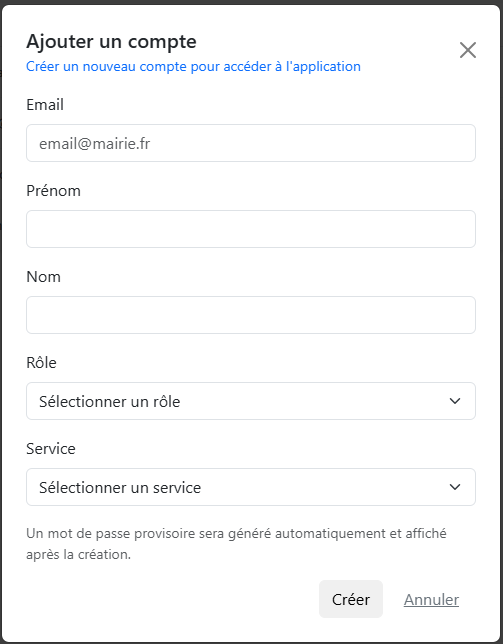 Ajouter un compte
Créer un nouveau compte pour accéder à l'application
Email
email@mairie.fr
Prénom
Nom
Rôle
Sélectionner un rôle
Service
Sélectionner un service
Un mot de passe provisoire sera généré automatiquement et affiché
après la création.
Créer Annuler